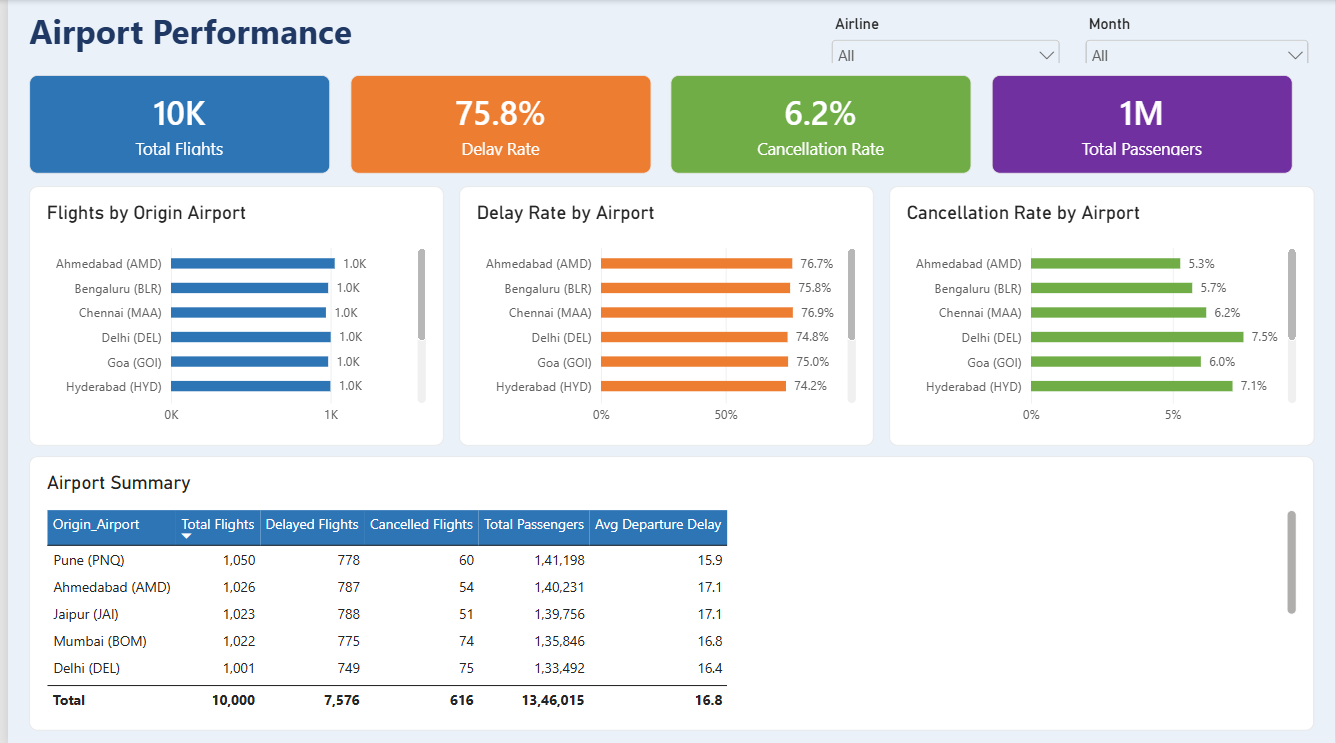 Airport Performance
Airline
Month
All
All
10K
Total Flights
75.8%
Delay Rate
6.2%
Cancellation Rate
1M
Total Passengers
Flights by Origin Airport
Ahmedabad (AMD) 1.0K
Bengaluru (BLR) 1.0K
Chennai (MAA) 1.0K
Delhi (DEL) 1.0K
Goa (GOI) 1.0K
Hyderabad (HYD) 1.0K
0K 1K
Delay Rate by Airport
Ahmedabad (AMD) 76.7%
Bengaluru (BLR) 75.8%
Chennai (MAA) 76.9%
Delhi (DEL) 74.8%
Goa (GOI) 75.0%
Hyderabad (HYD) 74.2%
0% 50%
Cancellation Rate by Airport
Ahmedabad (AMD) 5.3%
Bengaluru (BLR) 5.7%
Chennai (MAA) 6.2%
Delhi (DEL) 7.5%
Goa (GOI) 6.0%
Hyderabad (HYD) 7.1%
0% 5%
Airport Summary
Origin_Airport Total Flights Delayed Flights Cancelled Flights Total Passengers Avg Departure Delay
Pune (PNQ) 1,050 778 60 1,41,198 15.9
Ahmedabad (AMD) 1,026 787 54 1,40,231 17.1
Jaipur (JAI) 1,023 788 51 1,39,756 17.1
Mumbai (BOM) 1,022 775 74 1,35,846 16.8
Delhi (DEL) 1,001 749 75 1,33,492 16.4
Total 10,000 7,576 616 13,46,015 16.8